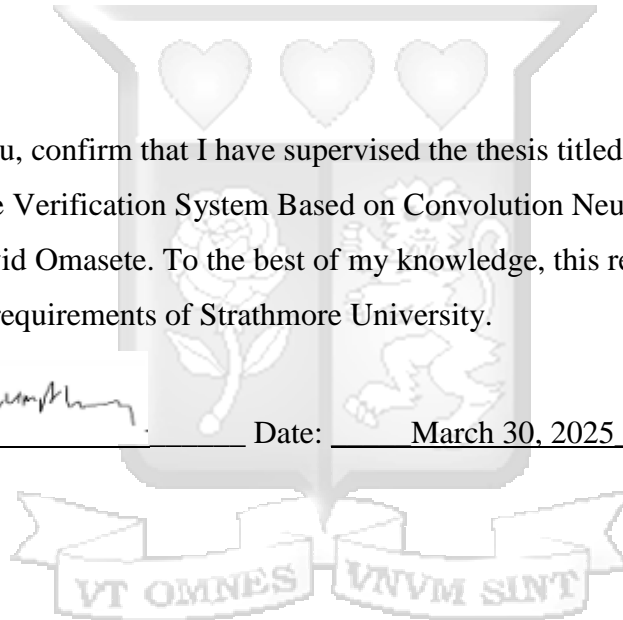 u, confirm that I have supervised the thesis titled
e Verification System Based on Convolution Neu
vid Omasete. To the best of my knowledge, this re
requirements of Strathmore University.
Date: March 30, 2025
VT OMNES VNVM SINT